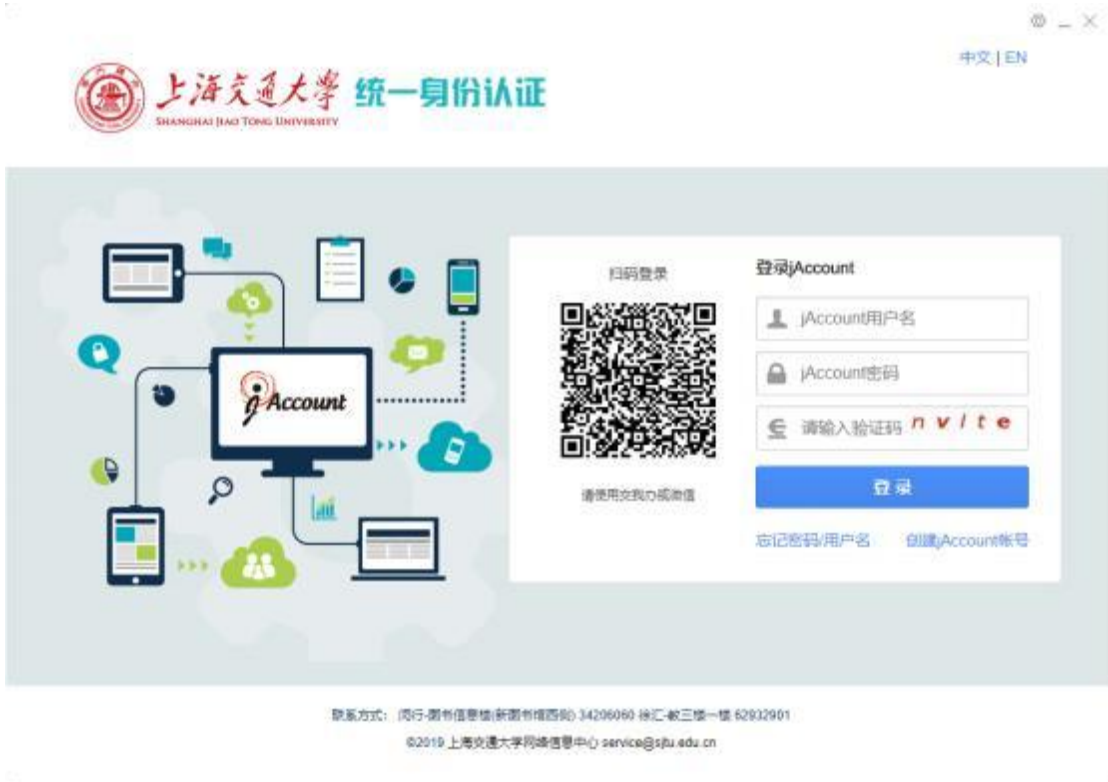 中文 | EN
上海交通大学 统一身份认证
SHANGHAI JIAO TONG UNIVERSITY
扫码登录
登录jAccount
jAccount用户名
jAccount密码
请输入验证码 n v l t e
登 录
请使用交我办或微信
忘记密码/用户名 创建jAccount帐号
jAccount
联系方式: 闵行-图书信息楼(新图书馆西侧) 34206060 徐汇-教三楼一楼 62932901
©2019 上海交通大学网络信息中心 service@sjtu.edu.cn